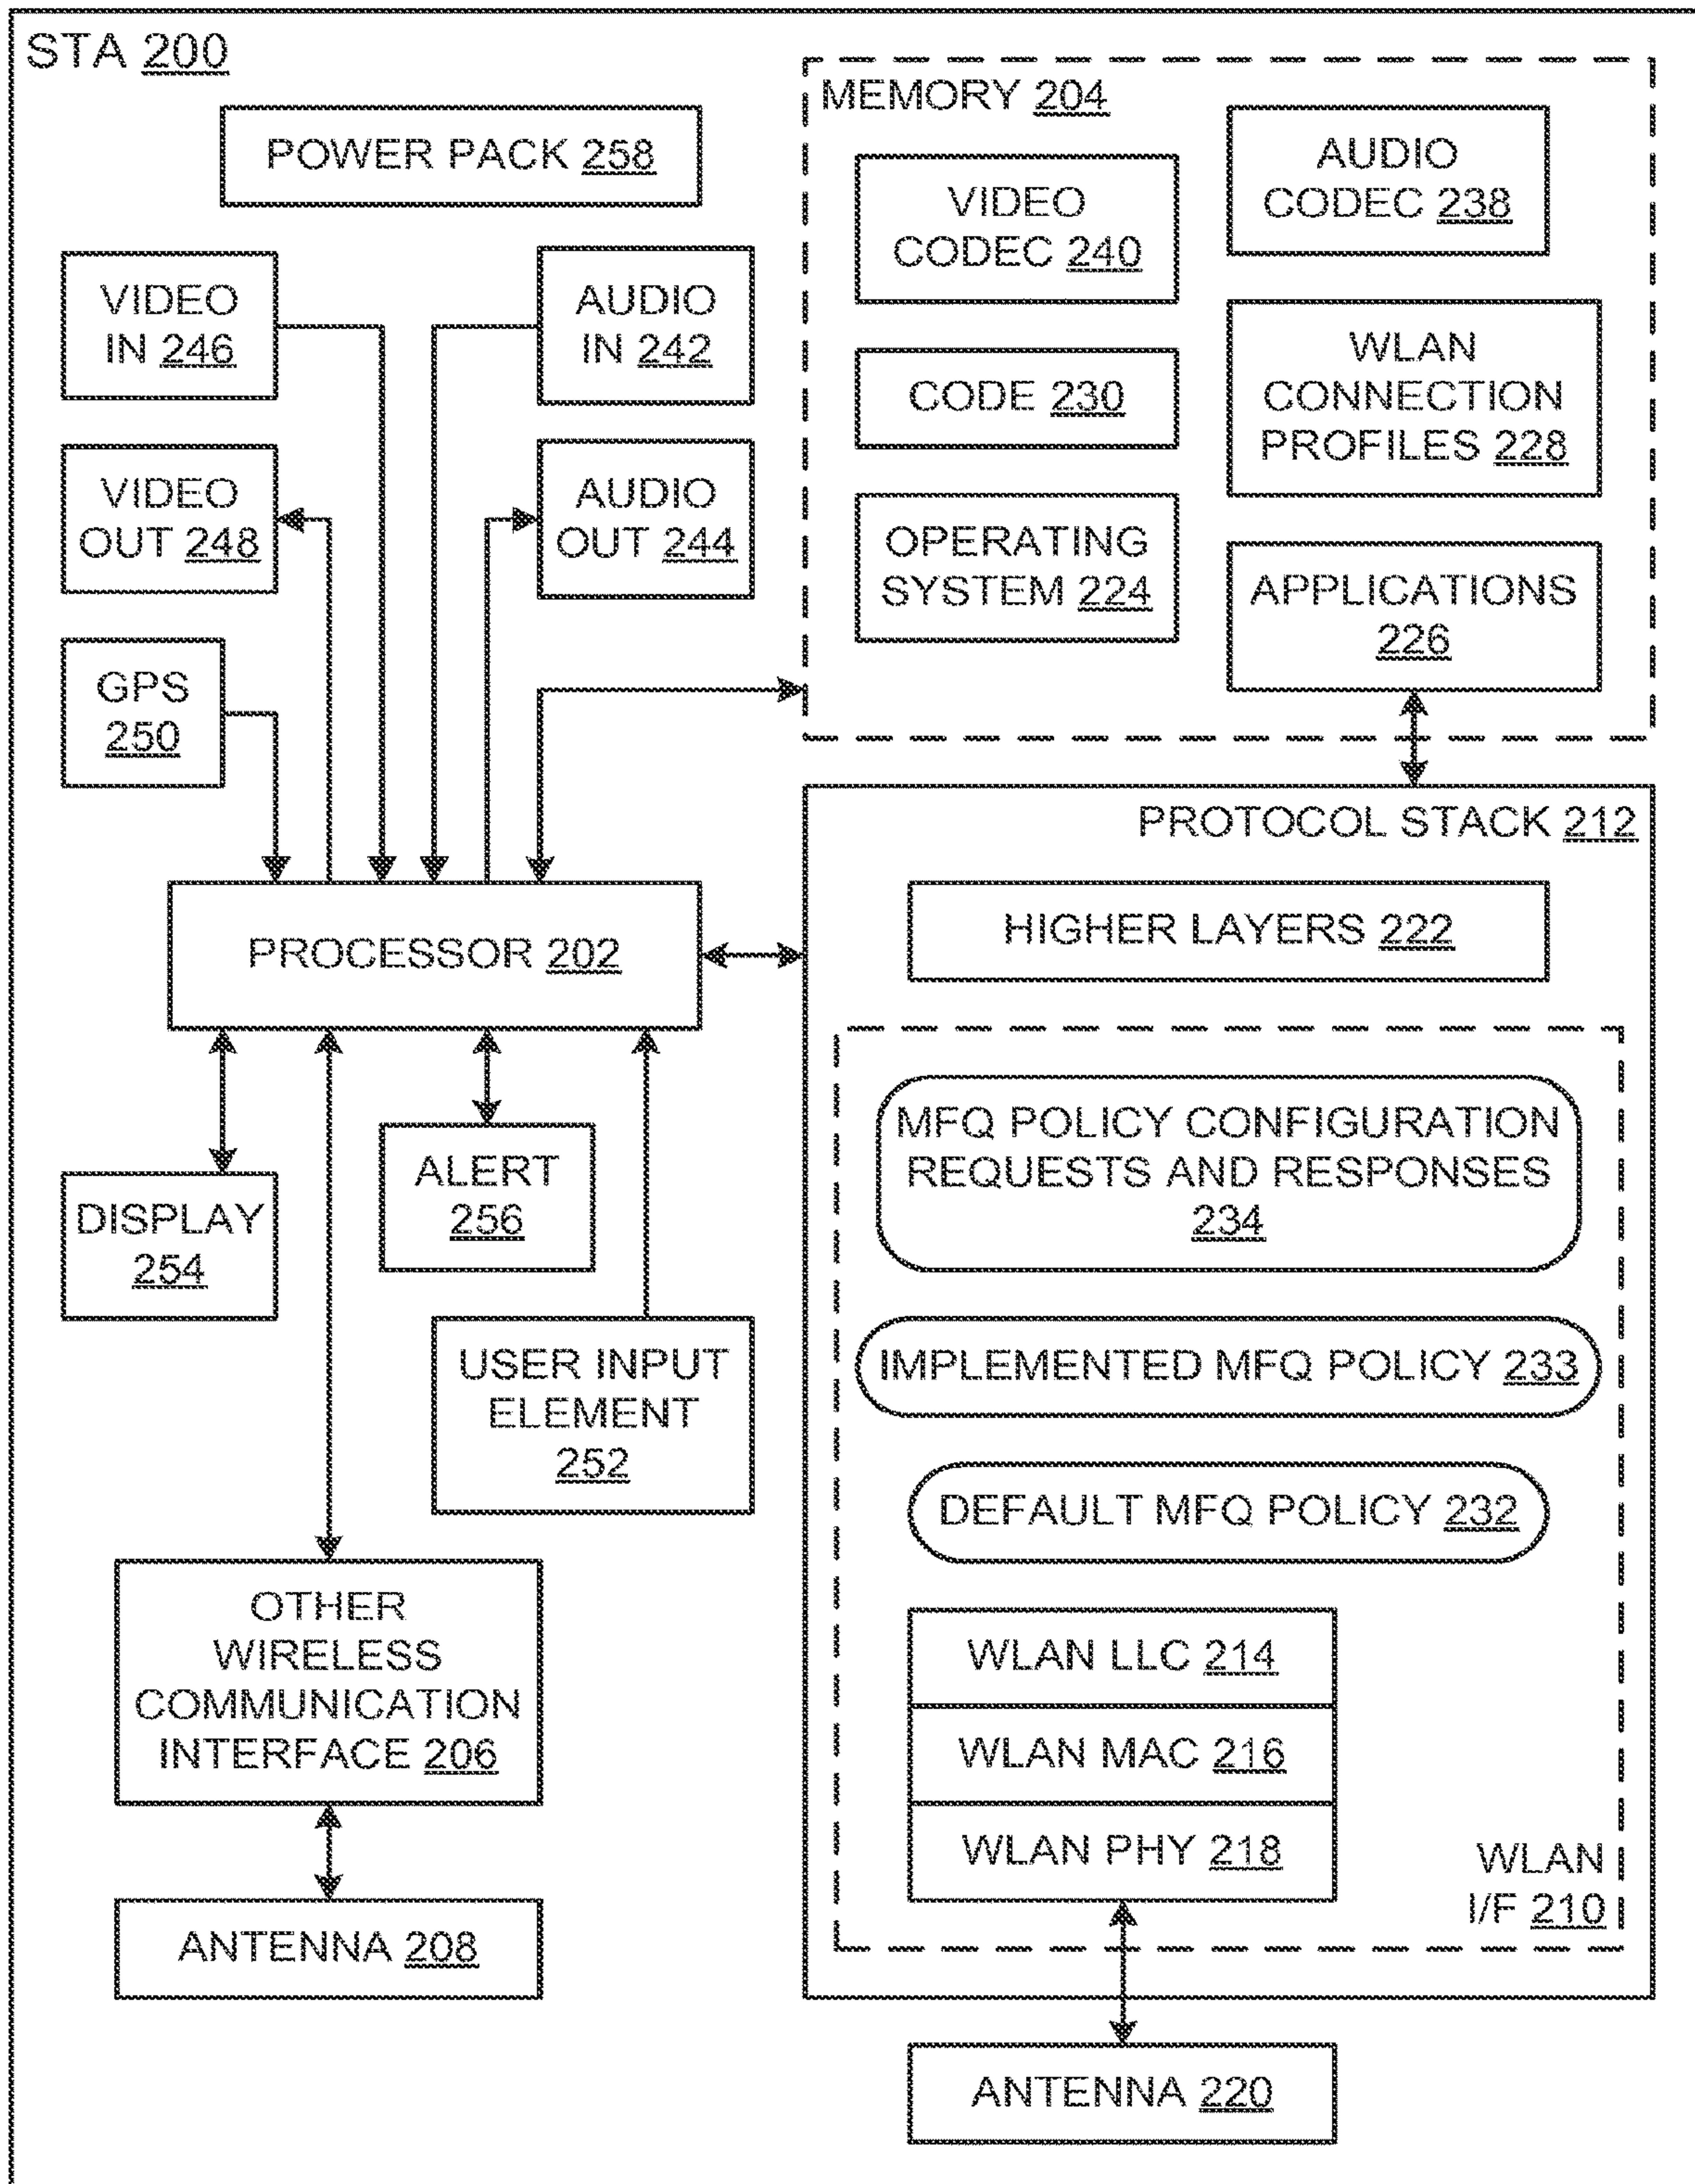 STA 200
POWER PACK 258
VIDEO
IN 246
AUDIO
IN 242
VIDEO
OUT 248
AUDIO
OUT 244
GPS
250
MEMORY 204
VIDEO
CODEC 240
AUDIO
CODEC 238
CODE 230
WLAN
CONNECTION
PROFILES 228
OPERATING
SYSTEM 224
APPLICATIONS
226
PROCESSOR 202
DISPLAY
254
ALERT
256
USER INPUT
ELEMENT
252
OTHER
WIRELESS
COMMUNICATION
INTERFACE 206
ANTENNA 208
PROTOCOL STACK 212
HIGHER LAYERS 222
MFQ POLICY CONFIGURATION
REQUESTS AND RESPONSES
234
IMPLEMENTED MFQ POLICY 233
DEFAULT MFQ POLICY 232
WLAN LLC 214
WLAN MAC 216
WLAN PHY 218
WLAN
I/F 210
ANTENNA 220